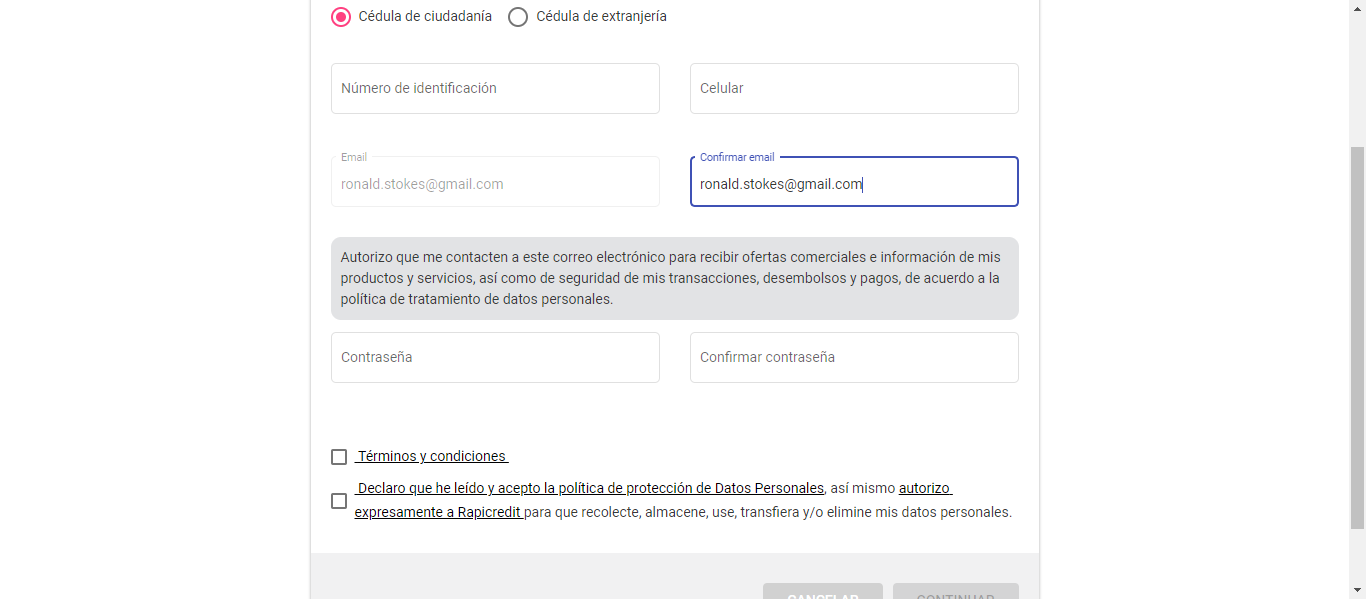 Cédula de ciudadanía Cédula de extranjería
Número de identificación Celular
Email Confirmar email
ronald.stokes@gmail.com ronald.stokes@gmail.com
Autorizo que me contacten a este correo electrónico para recibir ofertas comerciales e información de mis
productos y servicios, así como de seguridad de mis transacciones, desembolsos y pagos, de acuerdo a la
política de tratamiento de datos personales.
Contraseña Confirmar contraseña
Términos y condiciones
Declaro que he leído y acepto la política de protección de Datos Personales, así mismo autorizo
expresamente a Rapicredit para que recolecte, almacene, use, transfiera y/o elimine mis datos personales.
CANCELAR CONTINUAR